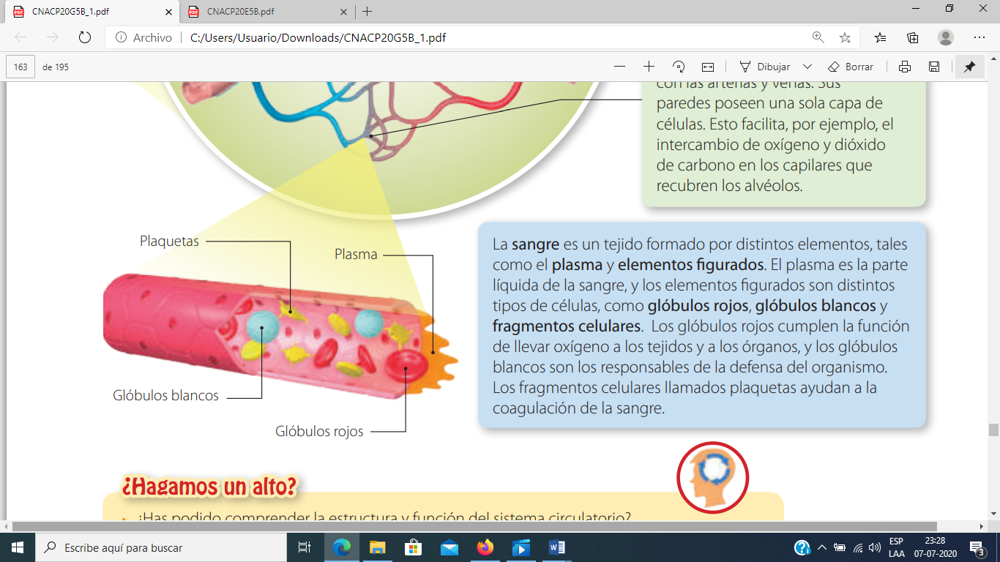 CNACP20G5B_1.pdf
CNACP20E5B.pdf
Archivo
C:/Users/Usuario/Downloads/CNACP20G5B_1.pdf
163
de 195
Dibujar
Borrar
con las arterias y venas. Sus
paredes poseen una sola capa de
células. Esto facilita, por ejemplo, el
intercambio de oxígeno y dióxido
de carbono en los capilares que
recubren los alvéolos.
Plaquetas
Plasma
Glóbulos blancos
Glóbulos rojos
La sangre es un tejido formado por distintos elementos, tales
como el plasma y elementos figurados. El plasma es la parte
líquida de la sangre, y los elementos figurados son distintos
tipos de células, como glóbulos rojos, glóbulos blancos y
fragmentos celulares. Los glóbulos rojos cumplen la función
de llevar oxígeno a los tejidos y a los órganos, y los glóbulos
blancos son los responsables de la defensa del organismo.
Los fragmentos celulares llamados plaquetas ayudan a la
coagulación de la sangre.
¿Hagamos un alto?
• ¿Has podido comprender la estructura y función del sistema circulatorio?
Escribe aquí para buscar
ESP
LAA
23:28
07-07-2020
3